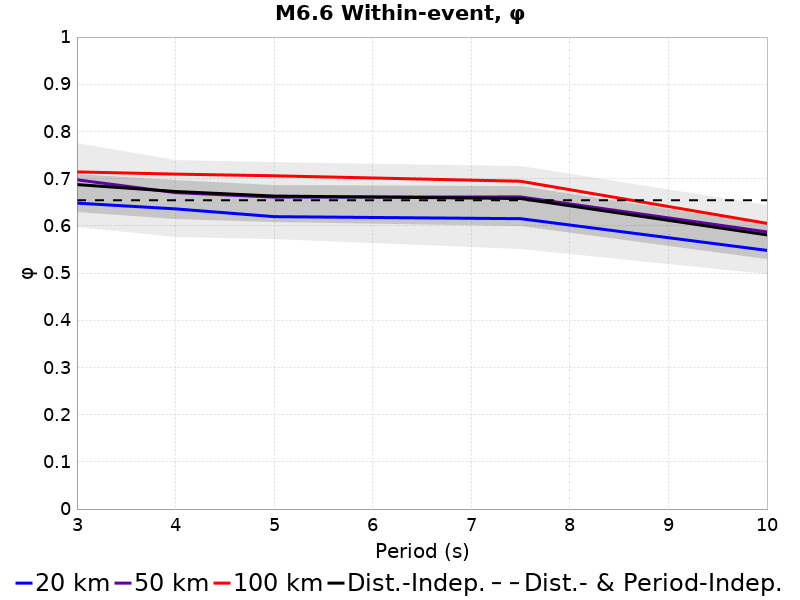 M6.6 Within-event, φ
1
0.9
0.8
0.7
0.6
0.5
0.4
0.3
0.2
0.1
0
φ
3 4 5 6 7 8 9 10
Period (s)
20 km 50 km 100 km Dist.-Indep. Dist.- & Period-Indep.